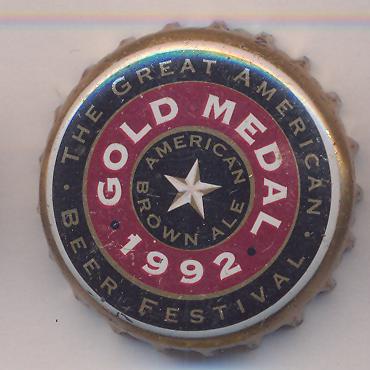 · THE GREAT AMERICAN ·
BEER FESTIVAL
GOLD MEDAL
· 1992 ·
AMERICAN
BROWN ALE